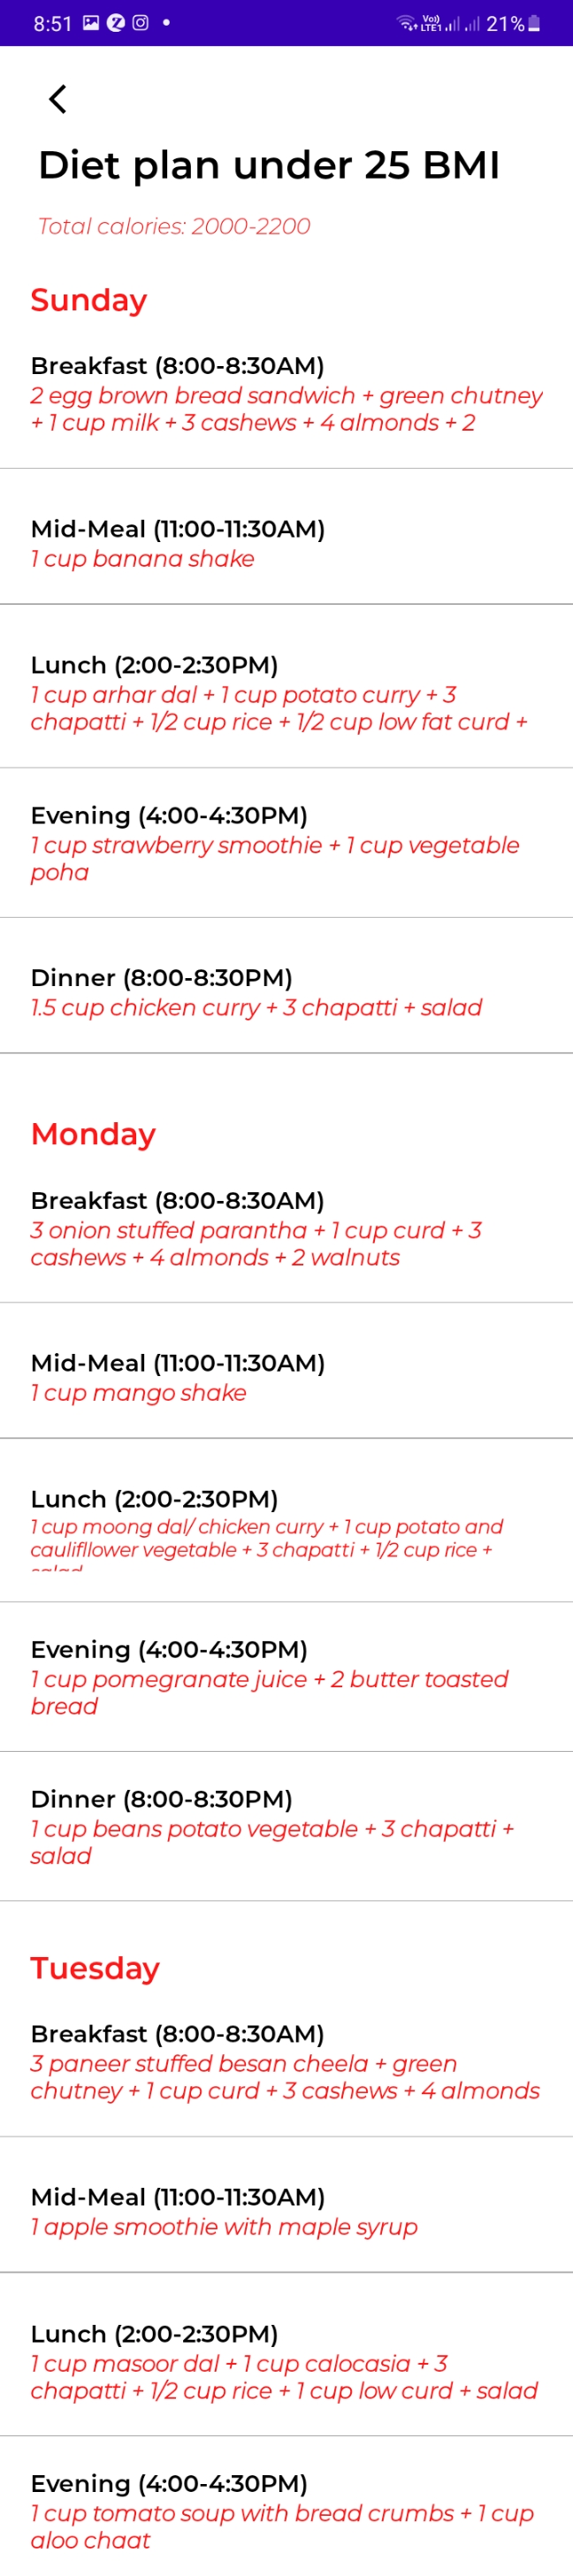 8:51
Vo)) LTE1 21%
Diet plan under 25 BMI
Total calories: 2000-2200
Sunday
Breakfast (8:00-8:30AM)
2 egg brown bread sandwich + green chutney
+ 1 cup milk + 3 cashews + 4 almonds + 2
Mid-Meal (11:00-11:30AM)
1 cup banana shake
Lunch (2:00-2:30PM)
1 cup arhar dal + 1 cup potato curry + 3
chapatti + 1/2 cup rice + 1/2 cup low fat curd +
Evening (4:00-4:30PM)
1 cup strawberry smoothie + 1 cup vegetable
poha
Dinner (8:00-8:30PM)
1.5 cup chicken curry + 3 chapatti + salad
Monday
Breakfast (8:00-8:30AM)
3 onion stuffed parantha + 1 cup curd + 3
cashews + 4 almonds + 2 walnuts
Mid-Meal (11:00-11:30AM)
1 cup mango shake
Lunch (2:00-2:30PM)
1 cup moong dal/ chicken curry + 1 cup potato and
caulifllower vegetable + 3 chapatti + 1/2 cup rice +
Evening (4:00-4:30PM)
1 cup pomegranate juice + 2 butter toasted
bread
Dinner (8:00-8:30PM)
1 cup beans potato vegetable + 3 chapatti +
salad
Tuesday
Breakfast (8:00-8:30AM)
3 paneer stuffed besan cheela + green
chutney + 1 cup curd + 3 cashews + 4 almonds
Mid-Meal (11:00-11:30AM)
1 apple smoothie with maple syrup
Lunch (2:00-2:30PM)
1 cup masoor dal + 1 cup calocasia + 3
chapatti + 1/2 cup rice + 1 cup low curd + salad
Evening (4:00-4:30PM)
1 cup tomato soup with bread crumbs + 1 cup
aloo chaat